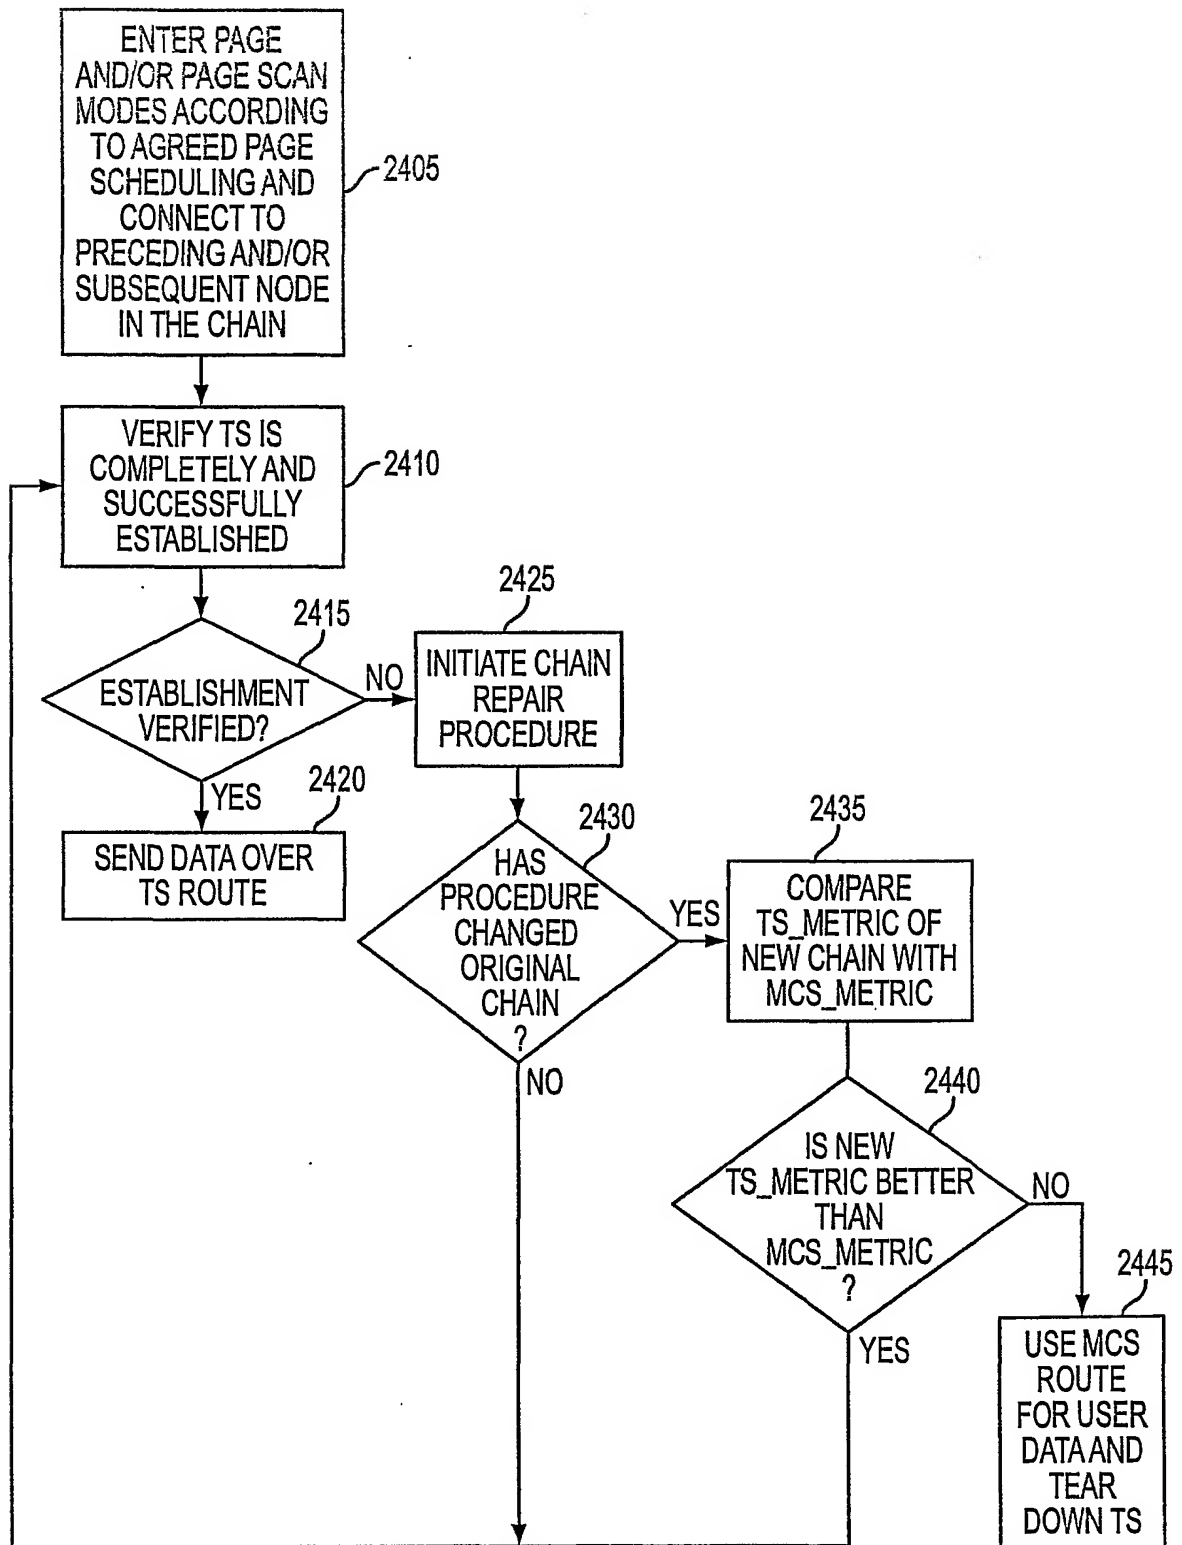 ENTER PAGE
AND/OR PAGE SCAN
MODES ACCORDING
TO AGREED PAGE
SCHEDULING AND
CONNECT TO
PRECEDING AND/OR
SUBSEQUENT NODE
IN THE CHAIN
2405
VERIFY TS IS
COMPLETELY AND
SUCCESSFULLY
ESTABLISHED
2410
2415
ESTABLISHMENT
VERIFIED?
NO
YES
2420
SEND DATA OVER
TS ROUTE
2425
INITIATE CHAIN
REPAIR
PROCEDURE
2430
HAS
PROCEDURE
CHANGED
ORIGINAL
CHAIN
?
YES
NO
2435
COMPARE
TS_METRIC OF
NEW CHAIN WITH
MCS_METRIC
2440
IS NEW
TS_METRIC BETTER
THAN
MCS_METRIC
?
NO
YES
2445
USE MCS
ROUTE
FOR USER
DATA AND
TEAR
DOWN TS